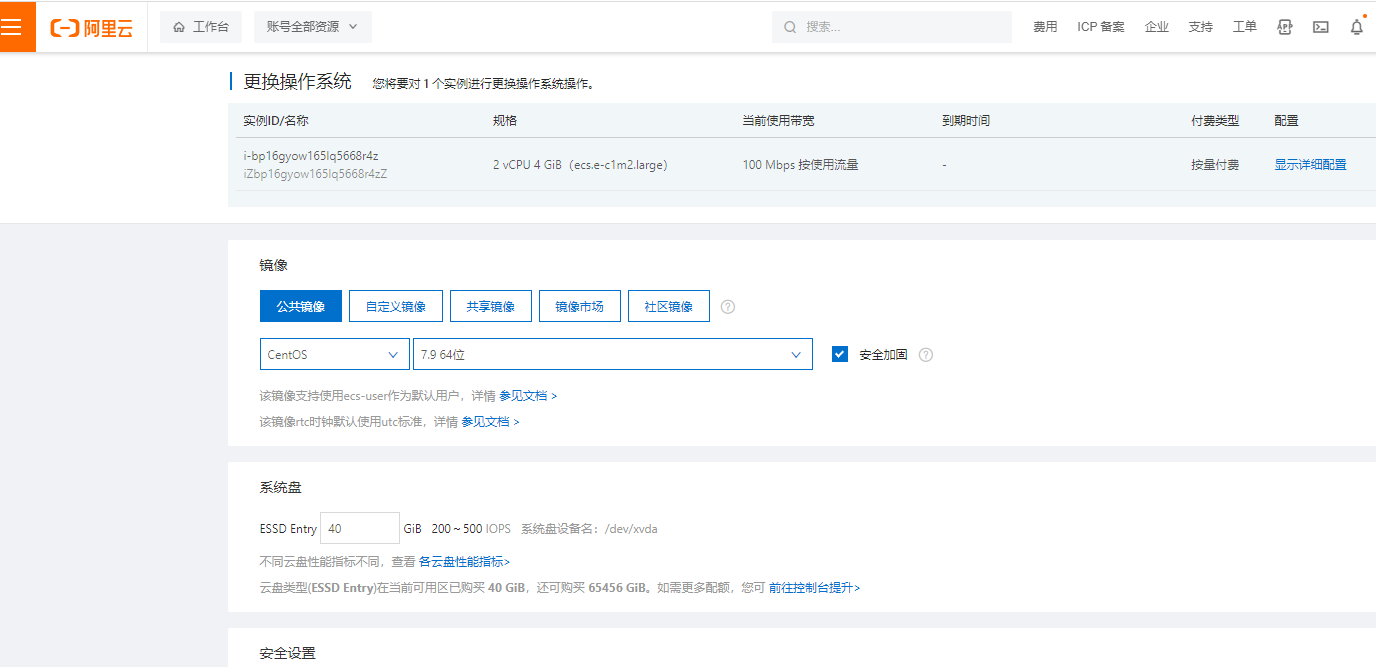 阿里云 工作台 账号全部资源 搜索... 费用 ICP 备案 企业 支持 工单
更换操作系统 您将要对 1 个实例进行更换操作系统操作。
实例ID/名称 规格 当前使用带宽 到期时间 付费类型 配置
i-bp16gyow165lq5668r4z
iZbp16gyow165lq5668r4zZ
2 vCPU 4 GiB（ecs.e-c1m2.large） 100 Mbps 按使用流量 - 按量付费 显示详细配置
镜像
公共镜像 自定义镜像 共享镜像 镜像市场 社区镜像 ?
CentOS 7.9 64位 安全加固 ?
该镜像支持使用ecs-user作为默认用户，详情 参见文档 >
该镜像rtc时钟默认使用utc标准，详情 参见文档 >
系统盘
ESSD Entry 40 GiB 200 ~ 500 IOPS 系统盘设备名：/dev/xvda
不同云盘性能指标不同，查看 各云盘性能指标>
云盘类型(ESSD Entry)在当前可用区已购买 40 GiB，还可购买 65456 GiB。如需更多配额，您可 前往控制台提升>
安全设置